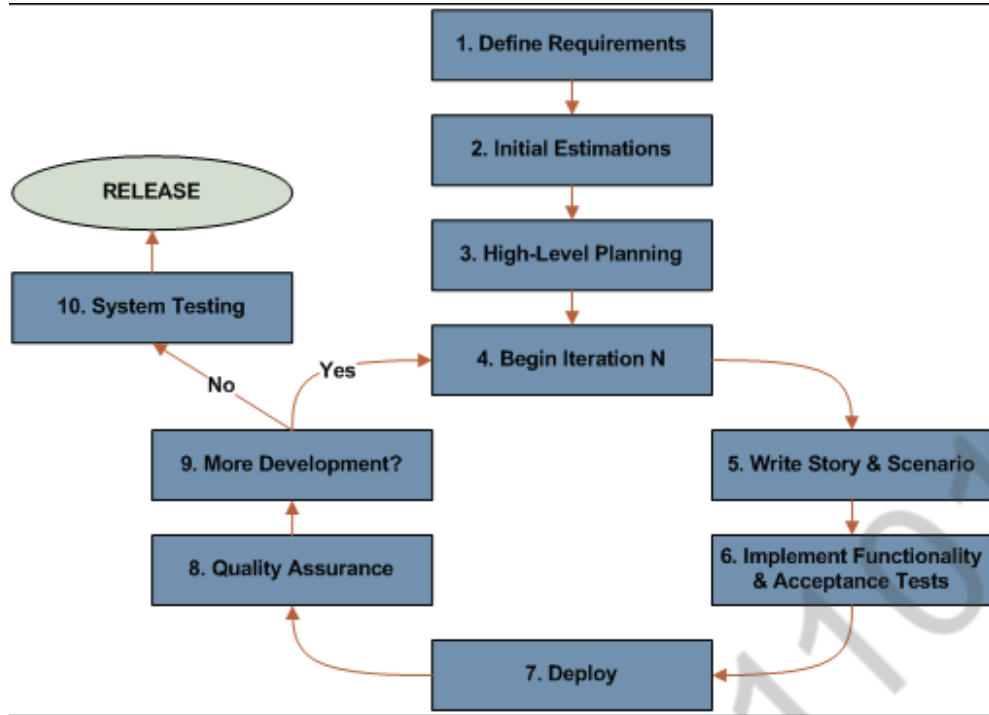 1. Define Requirements
2. Initial Estimations
RELEASE
3. High-Level Planning
10. System Testing
4. Begin Iteration N
Yes
No
9. More Development?
5. Write Story & Scenario
8. Quality Assurance
6. Implement Functionality
& Acceptance Tests
7. Deploy
1101